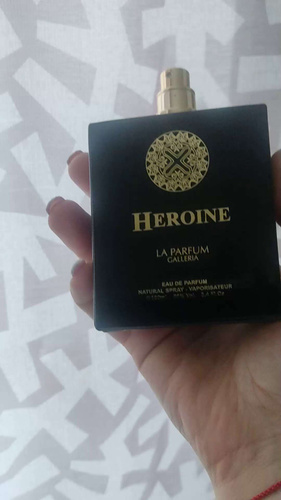 HEROINE
LA PARFUM
GALLERIA
EAU DE PARFUM
NATURAL SPRAY - VAPORISATEUR